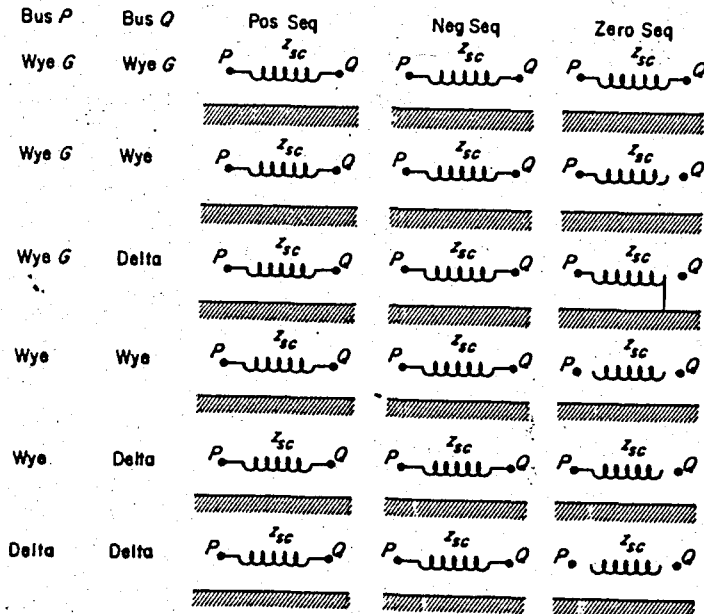 Bus P Bus Q Pos Seq Neg Seq Zero Seq
Wye G Wye G P Zsc Q P Zsc Q P Zsc Q
Wye G Wye P Zsc Q P Zsc Q P Zsc Q
Wye G Delta P Zsc Q P Zsc Q P Zsc Q
Wye Wye P Zsc Q P Zsc Q P Zsc Q
Wye Delta P Zsc Q P Zsc Q P Zsc Q
Delta Delta P Zsc Q P Zsc Q P Zsc Q